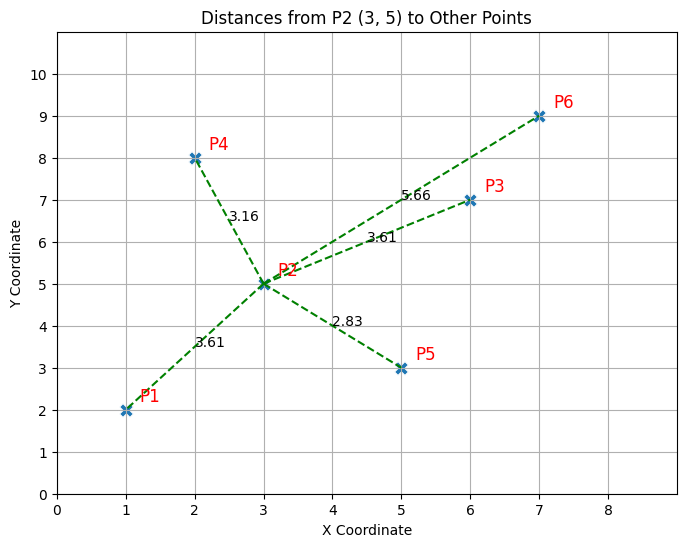 Distances from P2 (3, 5) to Other Points
10
9
8
7
6
5
4
3
2
1
0
Y Coordinate
P6
P4
P3
5.66
3.16
3.61
P2
2.83
3.61
P5
P1
0 1 2 3 4 5 6 7 8
X Coordinate